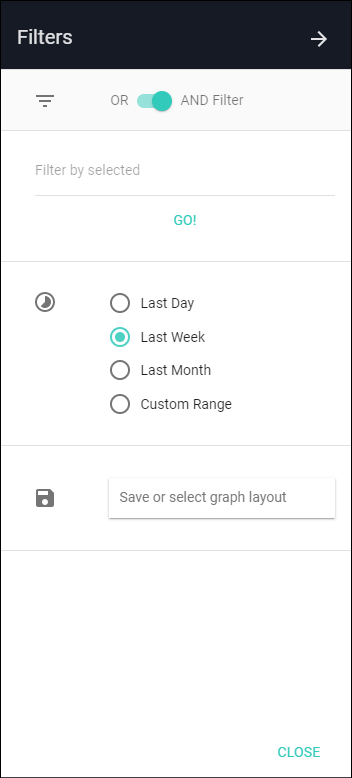 Filters
OR AND Filter
Filter by selected
GO!
Last Day
Last Week
Last Month
Custom Range
Save or select graph layout
CLOSE